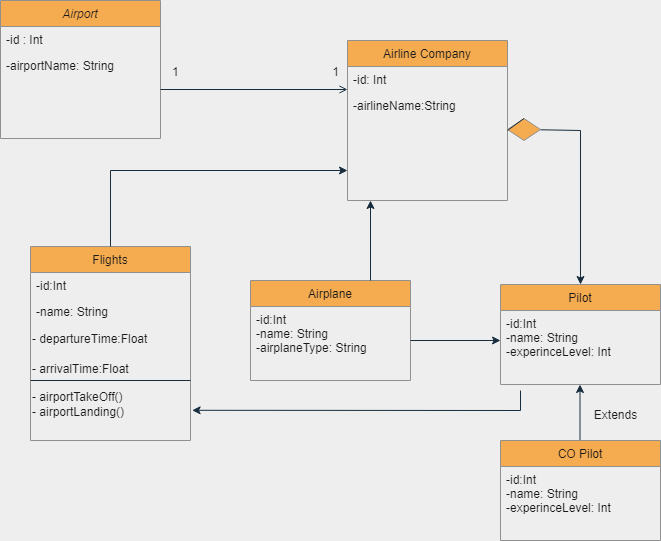 Airport
-id : Int
-airportName: String
1
1
Airline Company
-id: Int
-airlineName:String
Flights
-id:Int
-name: String
- departureTime:Float
- arrivalTime:Float
- airportTakeOff()
- airportLanding()
Airplane
-id:Int
-name: String
-airplaneType: String
Pilot
-id:Int
-name: String
-experinceLevel: Int
Extends
CO Pilot
-id:Int
-name: String
-experinceLevel: Int